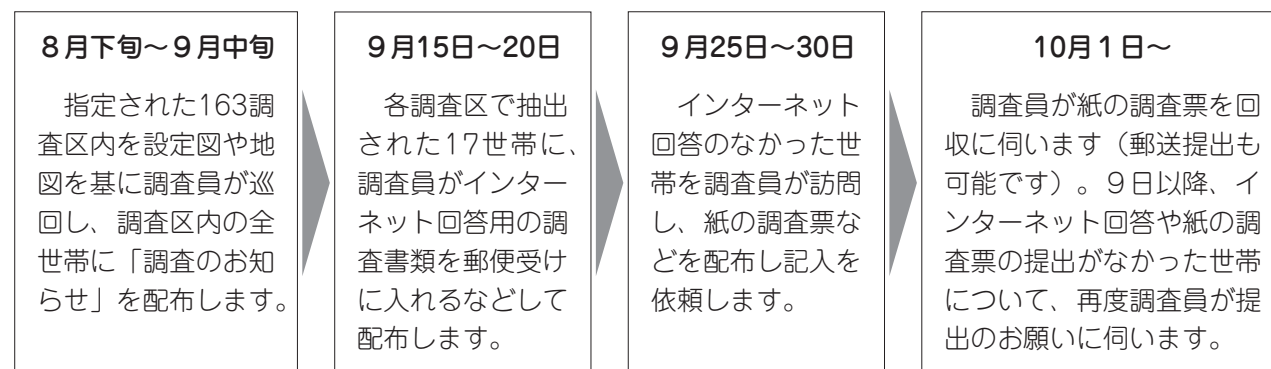 ８月下旬〜９月中旬
指定された163調
査区内を設定図や地
図を基に調査員が巡
回し、調査区内の全
世帯に「調査のお知
らせ」を配布します。
９月15日〜20日
各調査区で抽出
された17世帯に、
調査員がインター
ネット回答用の調
査書類を郵便受け
に入れるなどして
配布します。
９月25日〜30日
インターネット
回答のなかった世
帯を調査員が訪問
し、紙の調査票な
どを配布し記入を
依頼します。
10月１日〜
調査員が紙の調査票を回
収に伺います（郵送提出も
可能です）。９日以降、イ
ンターネット回答や紙の調
査票の提出がなかった世帯
について、再度調査員が提
出のお願いに伺います。